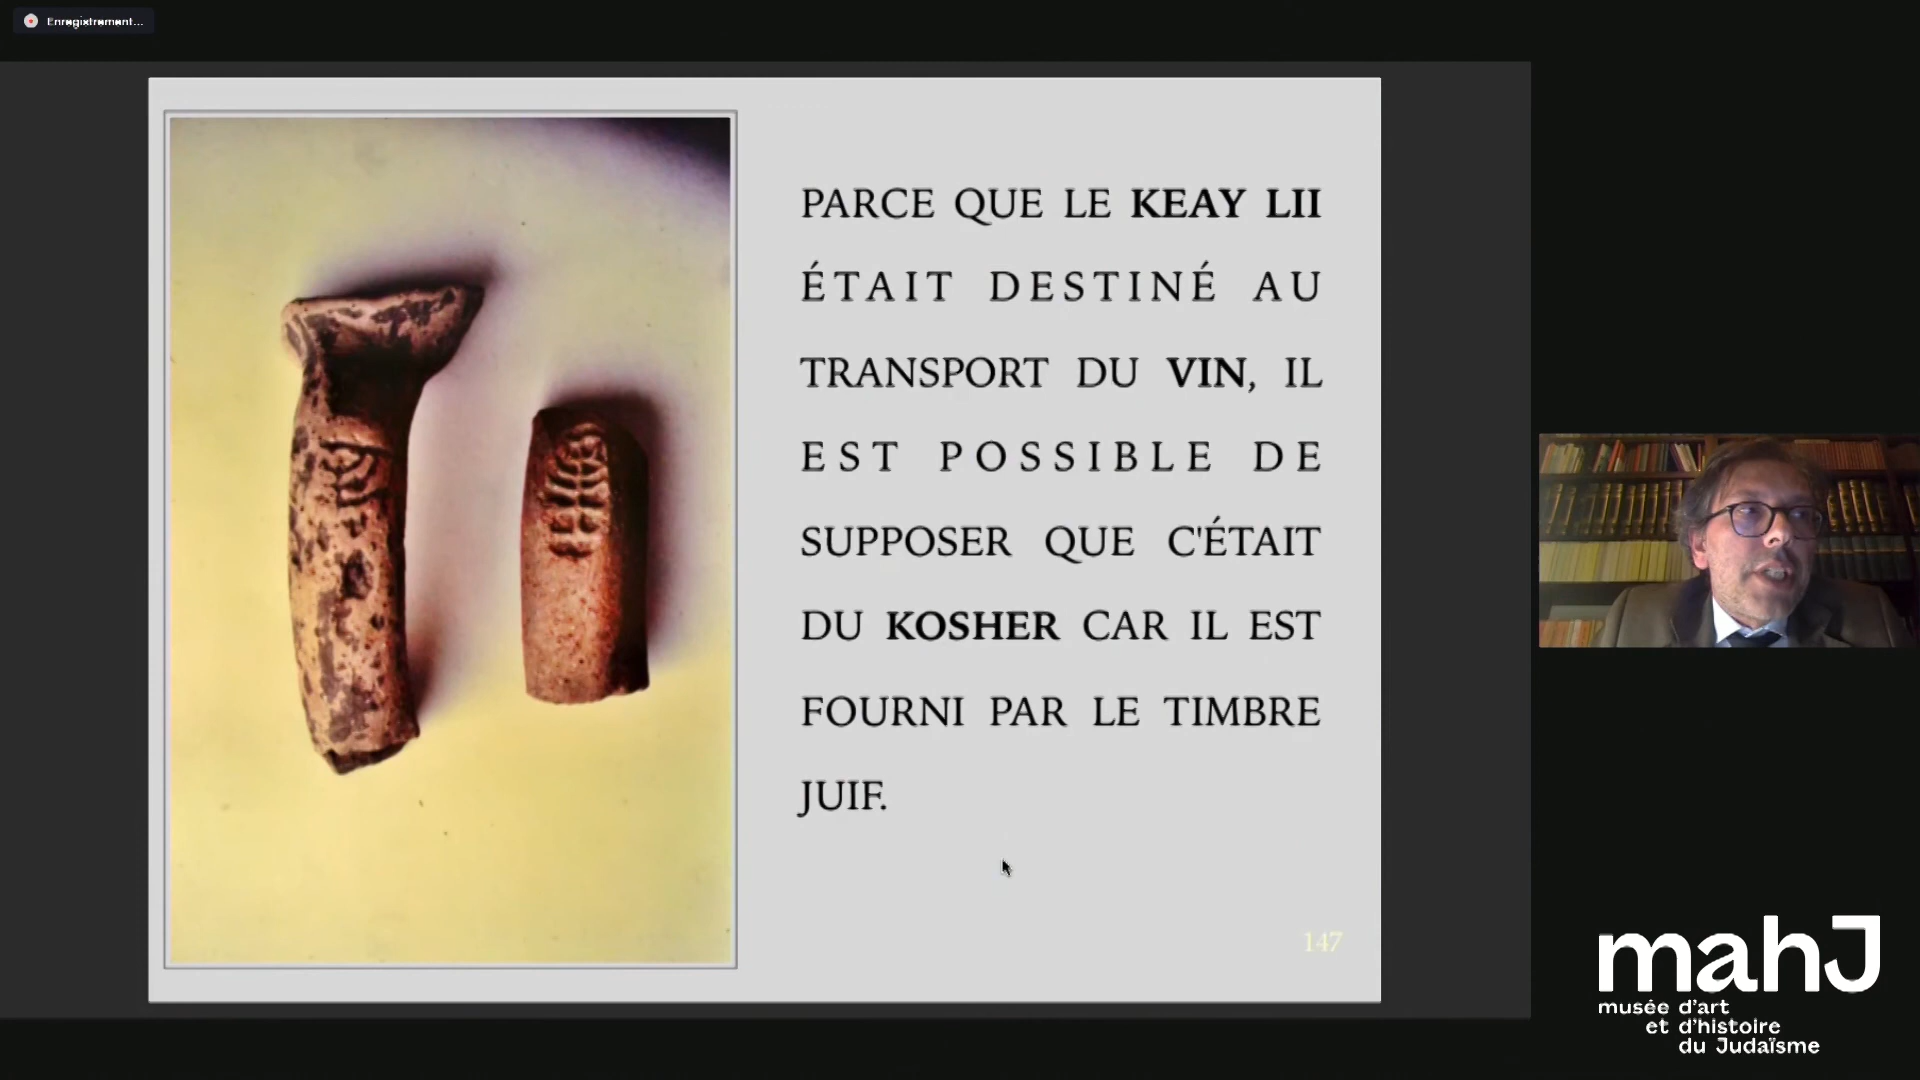 Enregistrement...
PARCE QUE LE KEAY LII
ÉTAIT DESTINÉ AU
TRANSPORT DU VIN, IL
EST POSSIBLE DE
SUPPOSER QUE C'ÉTAIT
DU KOSHER CAR IL EST
FOURNI PAR LE TIMBRE
JUIF.
147
mahJ
musée d'art
et d'histoire
du Judaïsme